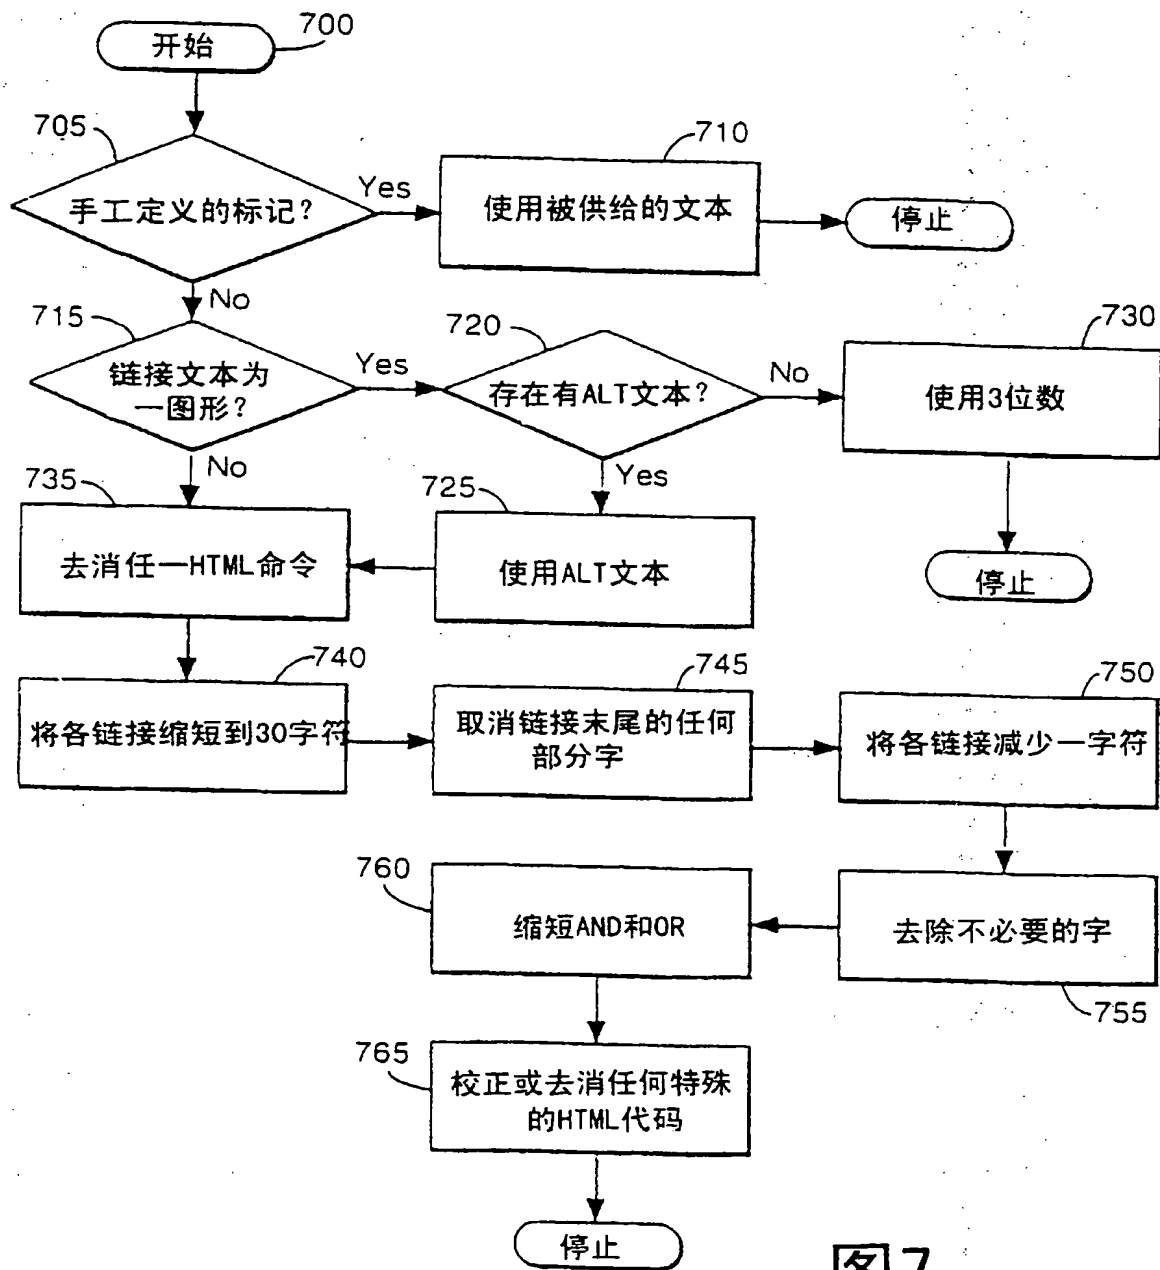 开始
700
705
手工定义的标记?
Yes
710
使用被供给的文本
停止
No
715
链接文本为
一图形?
Yes
720
存在有ALT文本?
No
730
使用3位数
停止
No
Yes
725
使用ALT文本
735
去消任一HTML命令
740
将各链接缩短到30字符
745
取消链接末尾的任何
部分字
750
将各链接减少一字符
755
去除不必要的字
760
缩短AND和OR
765
校正或去消任何特殊
的HTML代码
停止
图7